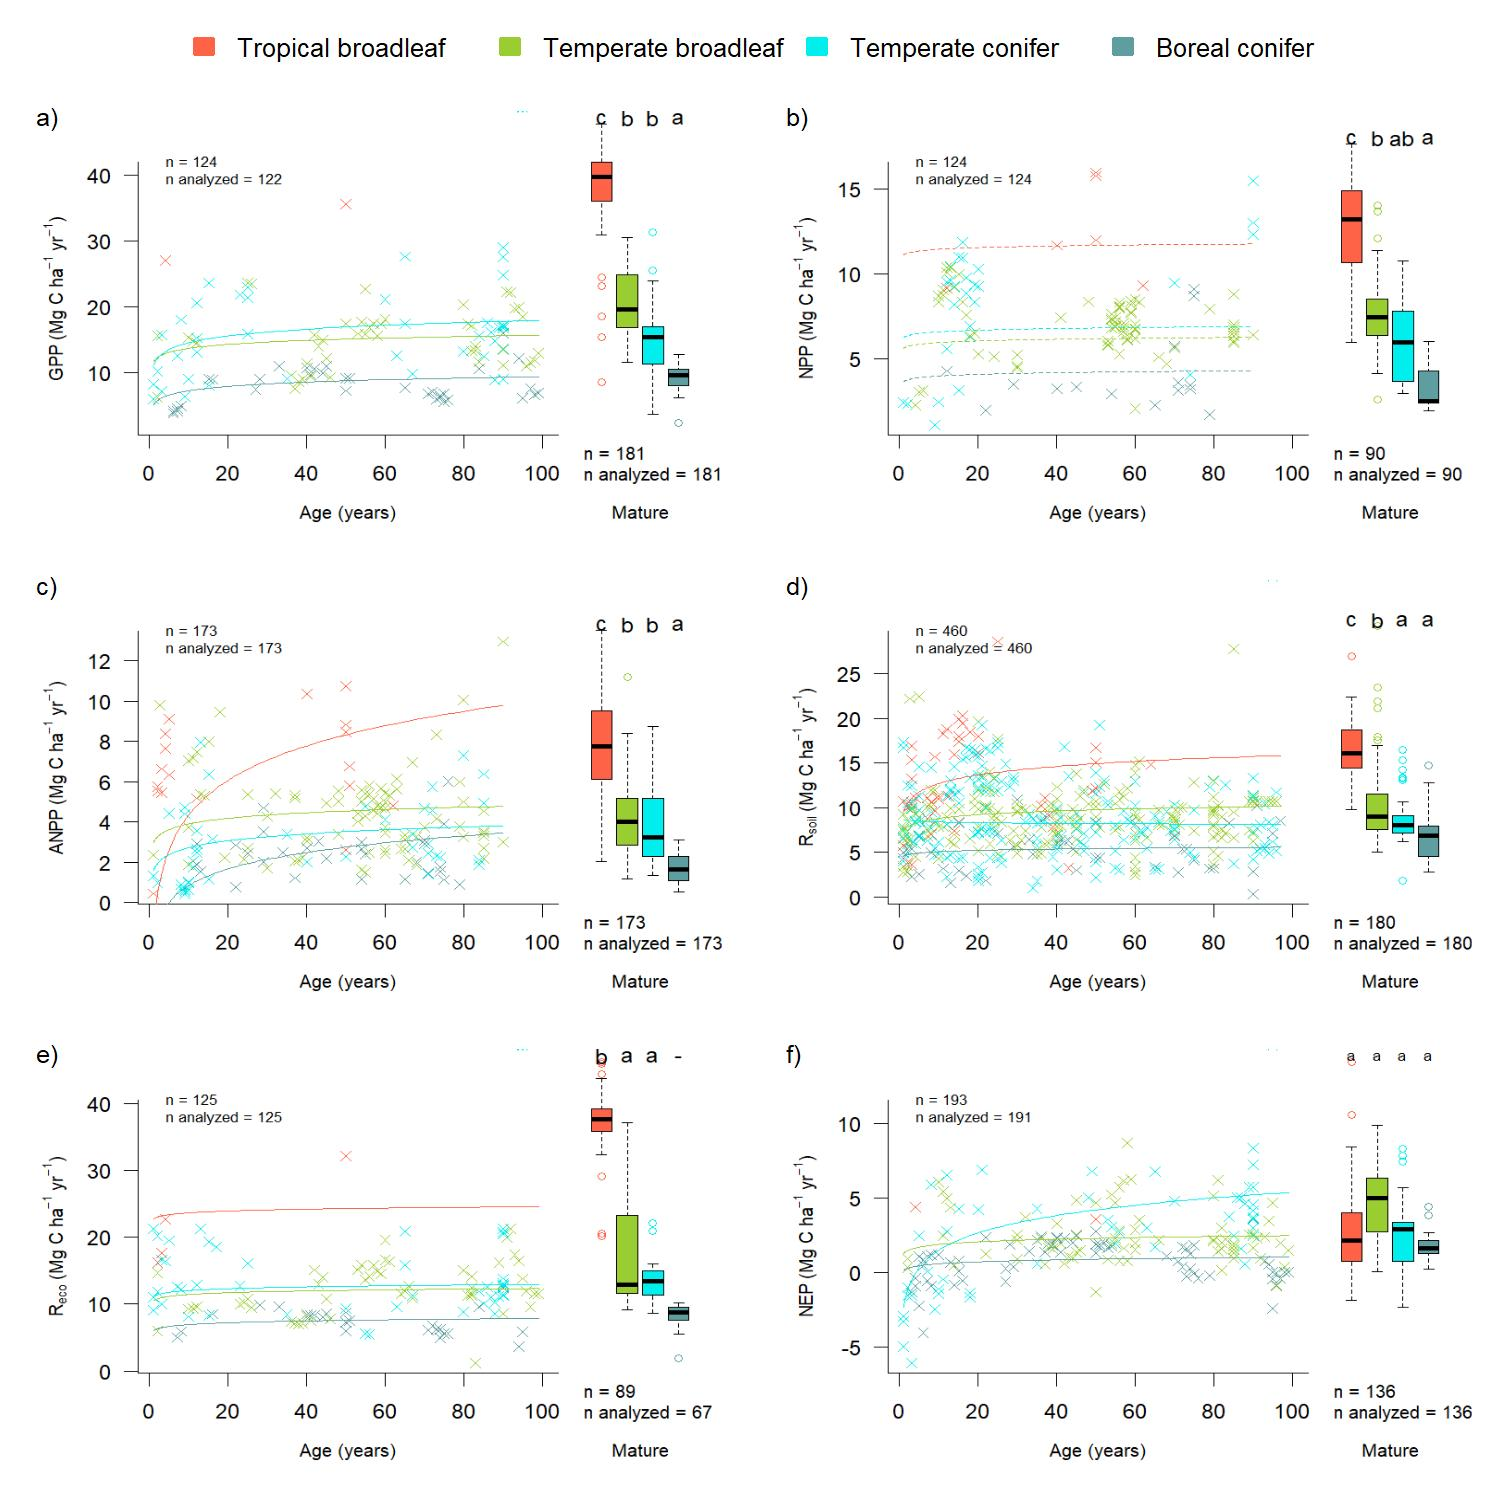 Tropical broadleaf Temperate broadleaf Temperate conifer Boreal conifer
a)
c b b a
n = 124
n analyzed = 122
GPP (Mg C ha⁻¹ yr⁻¹)
40
30
20
10
0 20 40 60 80 100
Age (years)
n = 181
n analyzed = 181
Mature
b)
c b ab a
n = 124
n analyzed = 124
NPP (Mg C ha⁻¹ yr⁻¹)
15
10
5
0 20 40 60 80 100
Age (years)
n = 90
n analyzed = 90
Mature
c)
c b b a
n = 173
n analyzed = 173
ANPP (Mg C ha⁻¹ yr⁻¹)
12
10
8
6
4
2
0
0 20 40 60 80 100
Age (years)
n = 173
n analyzed = 173
Mature
d)
c b a a
n = 460
n analyzed = 460
Rsoil (Mg C ha⁻¹ yr⁻¹)
25
20
15
10
5
0
0 20 40 60 80 100
Age (years)
n = 180
n analyzed = 180
Mature
e)
b a a -
n = 125
n analyzed = 125
Reco (Mg C ha⁻¹ yr⁻¹)
40
30
20
10
0
0 20 40 60 80 100
Age (years)
n = 89
n analyzed = 67
Mature
f)
a a a a
n = 193
n analyzed = 191
NEP (Mg C ha⁻¹ yr⁻¹)
10
5
0
-5
0 20 40 60 80 100
Age (years)
n = 136
n analyzed = 136
Mature